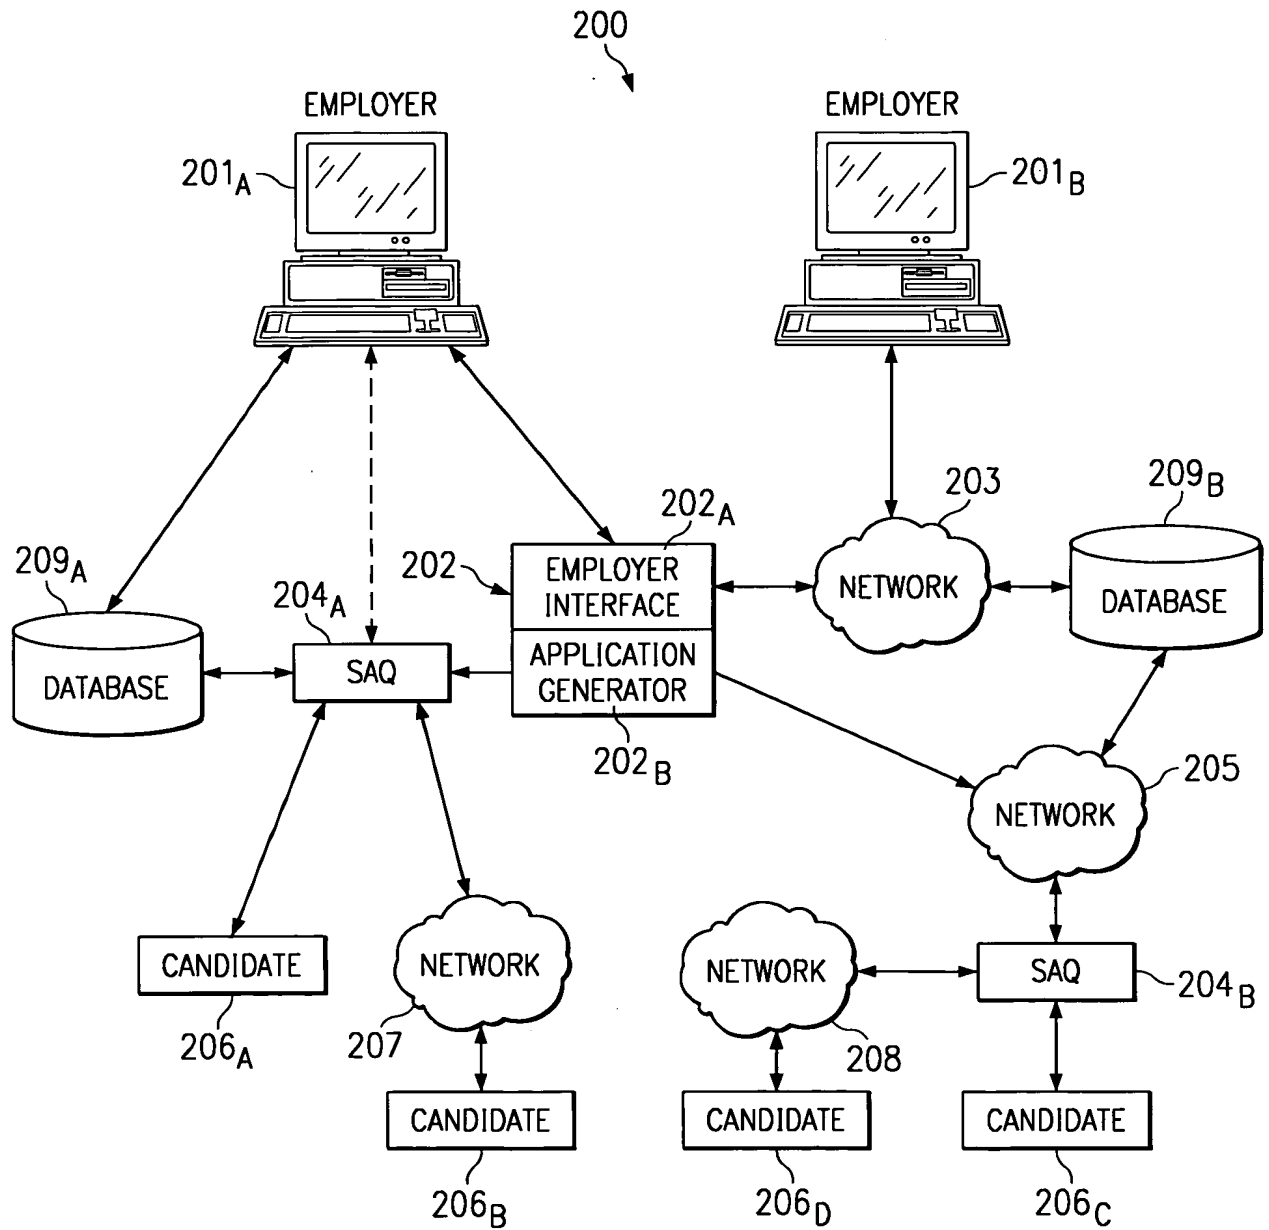 200
EMPLOYER
EMPLOYER
201A
201B
203
209B
202A
209A
202
EMPLOYER
INTERFACE
NETWORK
DATABASE
204A
DATABASE
SAQ
APPLICATION
GENERATOR
202B
205
NETWORK
CANDIDATE
NETWORK
NETWORK
SAQ
204B
206A
207
208
CANDIDATE
CANDIDATE
CANDIDATE
206B
206D
206C